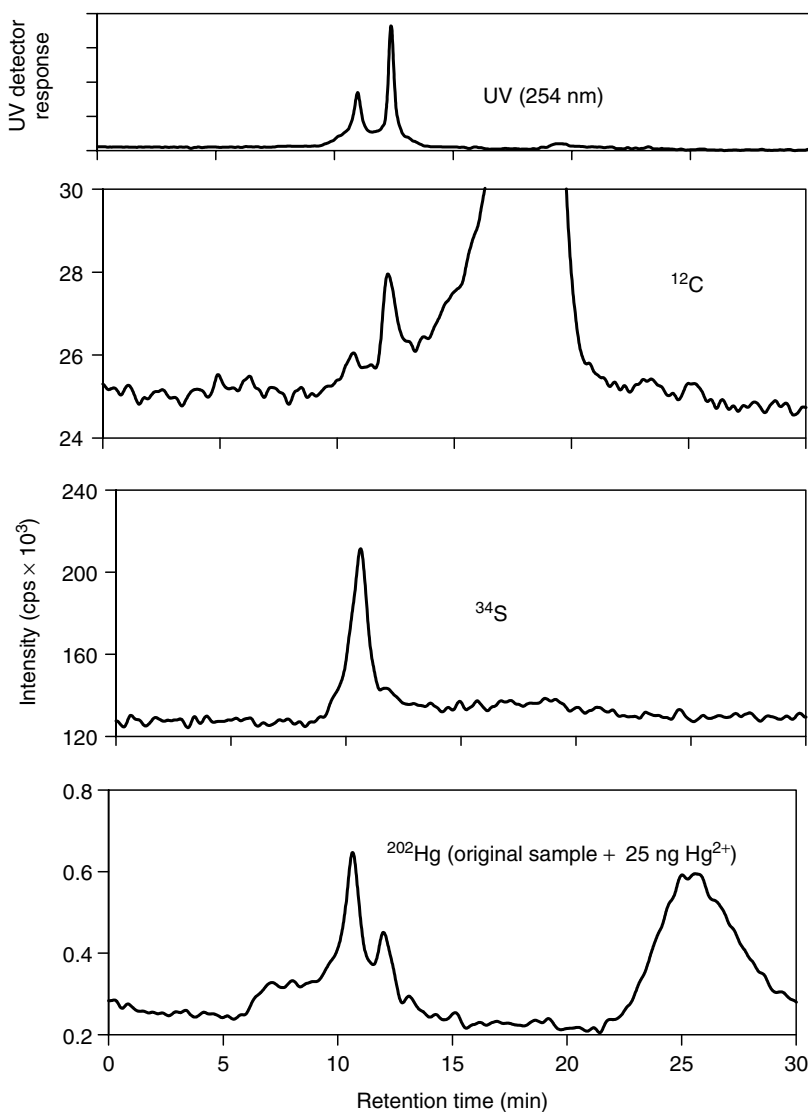 UV detector
response
UV (254 nm)
30
28
26
24
¹²C
Intensity (cps × 10³)
240
200
160
120
³⁴S
0.8
0.6
0.4
0.2
²⁰²Hg (original sample + 25 ng Hg²⁺)
0 5 10 15 20 25 30
Retention time (min)